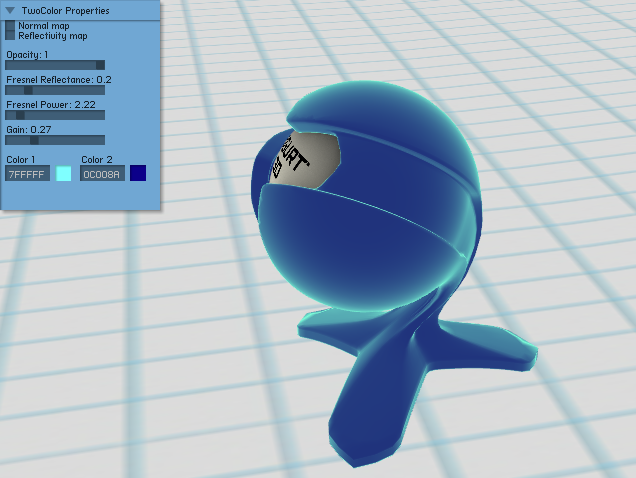 TwoColor Properties
Normal map
Reflectivity map
Opacity: 1
Fresnel Reflectance: 0.2
Fresnel Power: 2.22
Gain: 0.27
Color 1 Color 2
7FFFFF 0C008A